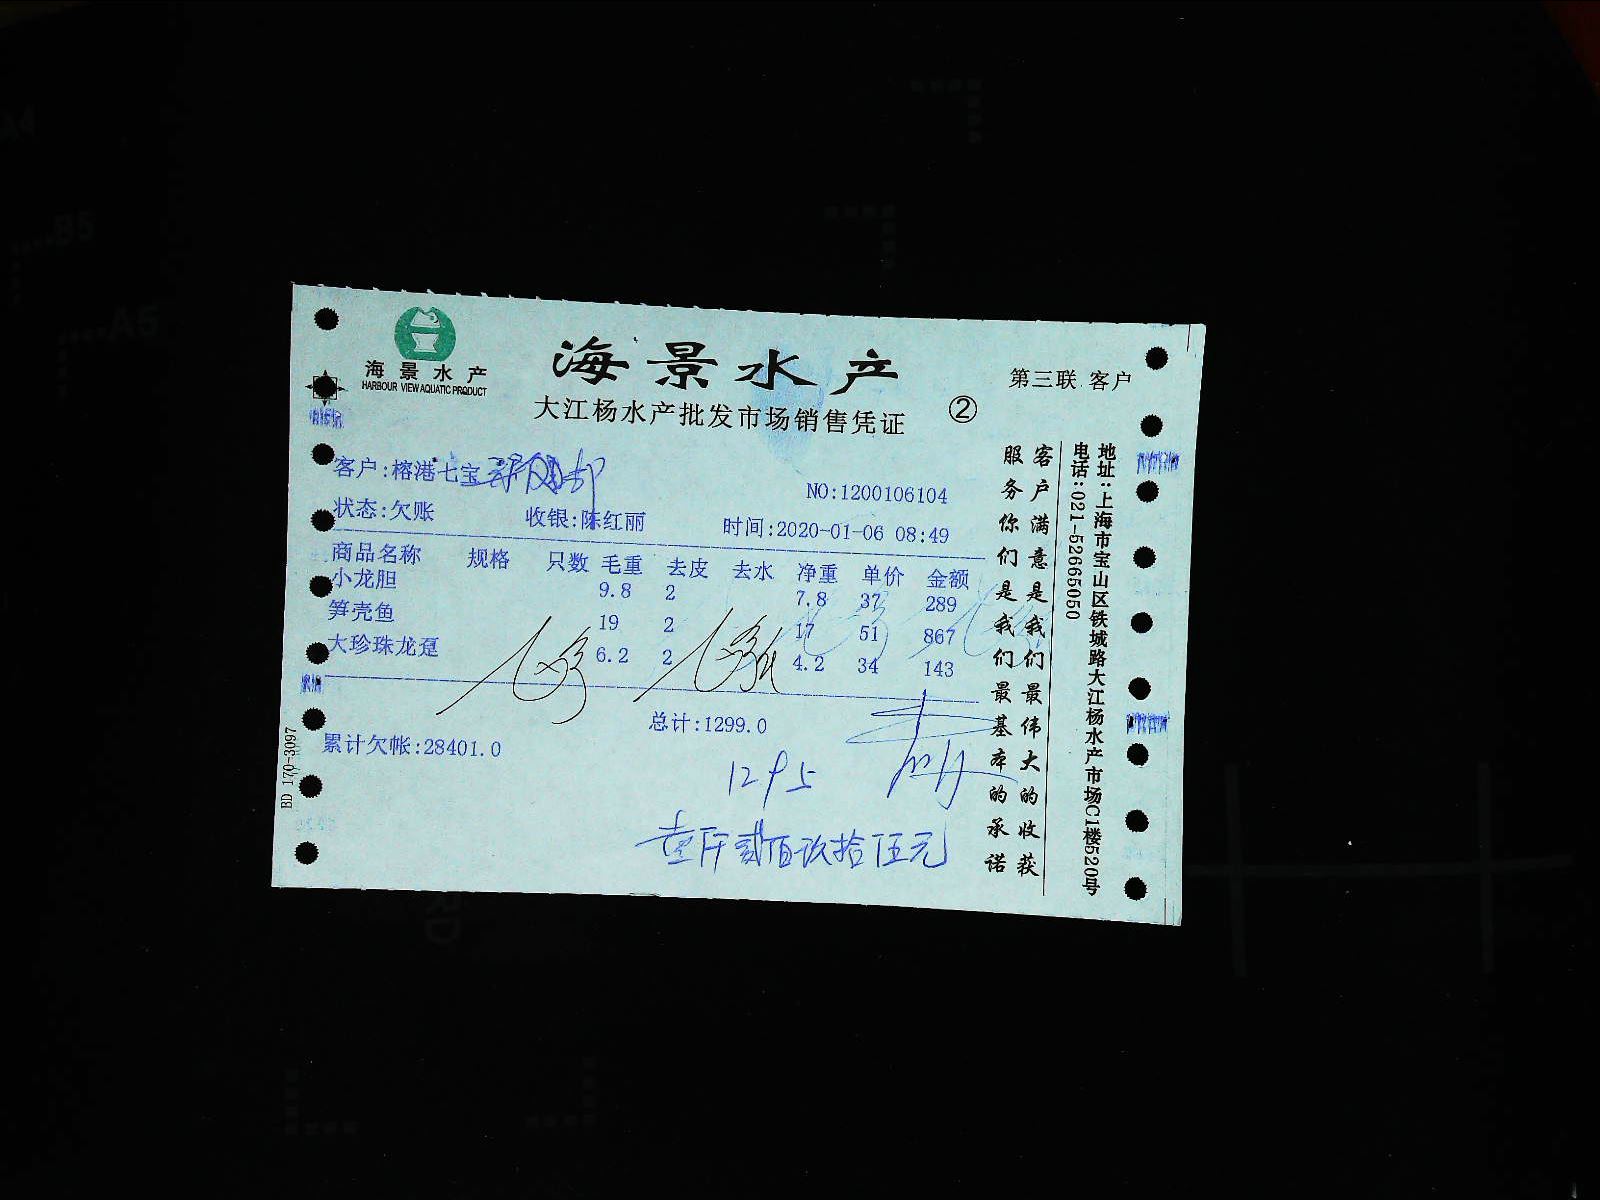 海景水产
HARBOUR VIEW AQUATIC PRODUCT
海景水产
大江杨水产批发市场销售凭证 ②
第三联 客户
客户:榕港七宝
NO:1200106104
状态:欠账 收银:陈红丽 时间:2020-01-06 08:49
商品名称 规格 只数 毛重 去皮 去水 净重 单价 金额
小龙胆 9.8 2 7.8 37 289
笋壳鱼 19 2 17 51 867
大珍珠龙趸 6.2 2 4.2 34 143
总计:1299.0
累计欠帐:28401.0
1295
壹仟贰佰玖拾伍元
BD 170-3097
客户满意是我们最伟大的收获
服务你们是我们最基本的承诺
地址:上海市宝山区铁城路大江杨水产市场C1楼520号
电话:021-52665050